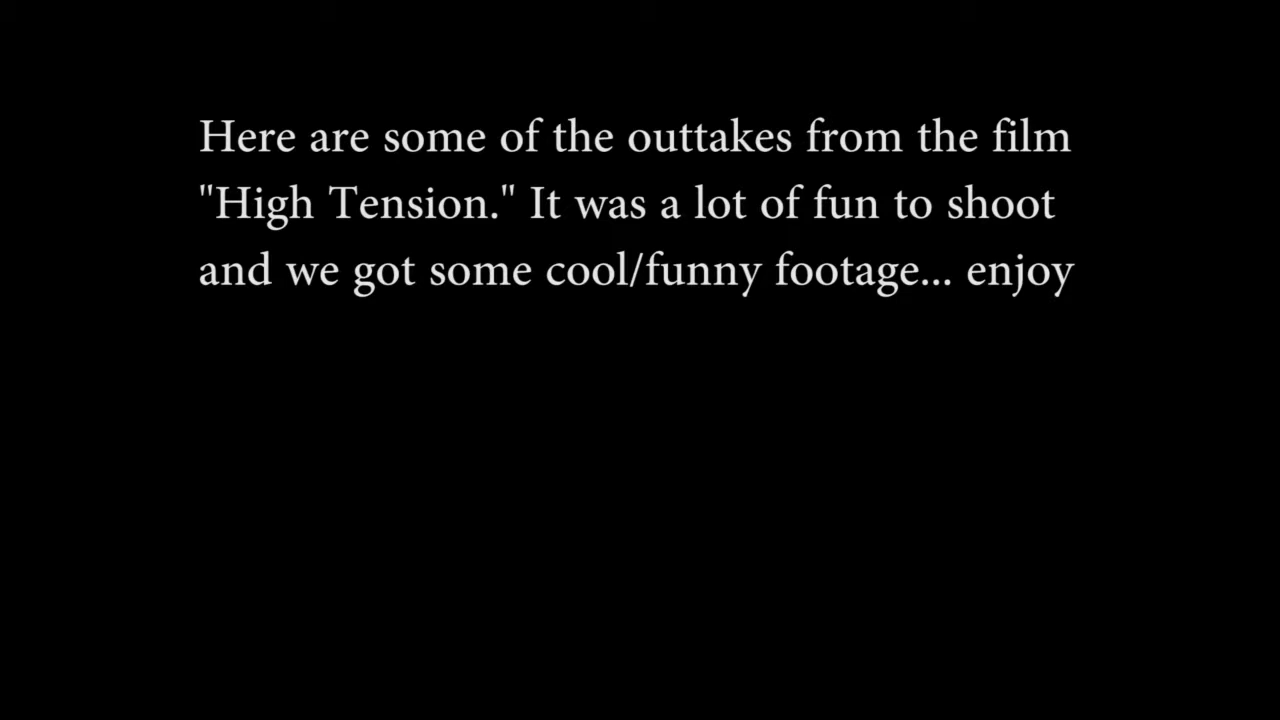 Here are some of the outtakes from the film
"High Tension." It was a lot of fun to shoot
and we got some cool/funny footage... enjoy